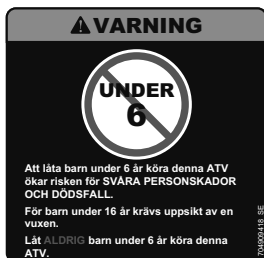 VARNING
UNDER
6
Att låta barn under 6 år köra denna ATV
ökar risken för SVÅRA PERSONSKADOR
OCH DÖDSFALL.
För barn under 16 år krävs uppsikt av en
vuxen.
Låt ALDRIG barn under 6 år köra denna
ATV.
704909418_SE